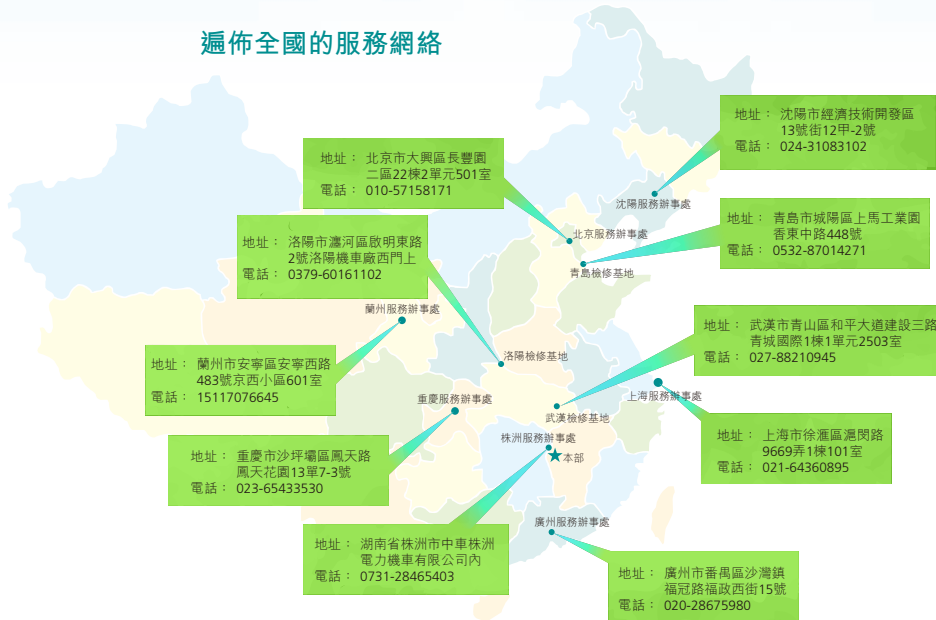 遍佈全國的服務網絡
地址： 沈陽市經濟技術開發區
13號街12甲-2號
電話： 024-31083102
地址： 北京市大興區長豐園
二區22棟2單元501室
電話： 010-57158171
沈陽服務辦事處
地址： 青島市城陽區上馬工業園
香東中路448號
電話： 0532-87014271
北京服務辦事處
青島檢修基地
地址： 洛陽市瀍河區啟明東路
2號洛陽機車廠西門上
電話： 0379-60161102
蘭州服務辦事處
地址： 武漢市青山區和平大道建設三路
青城國際1棟1單元2503室
電話： 027-88210945
洛陽檢修基地
地址： 蘭州市安寧區安寧西路
483號京西小區601室
電話： 15117076645
重慶服務辦事處
上海服務辦事處
武漢檢修基地
地址： 上海市徐滙區滬閔路
9669弄1棟101室
電話： 021-64360895
株洲服務辦事處
本部
地址： 重慶市沙坪壩區鳳天路
鳳天花園13單7-3號
電話： 023-65433530
廣州服務辦事處
地址： 湖南省株洲市中車株洲
電力機車有限公司內
電話： 0731-28465403
地址： 廣州市番禺區沙灣鎮
福冠路福政西街15號
電話： 020-28675980